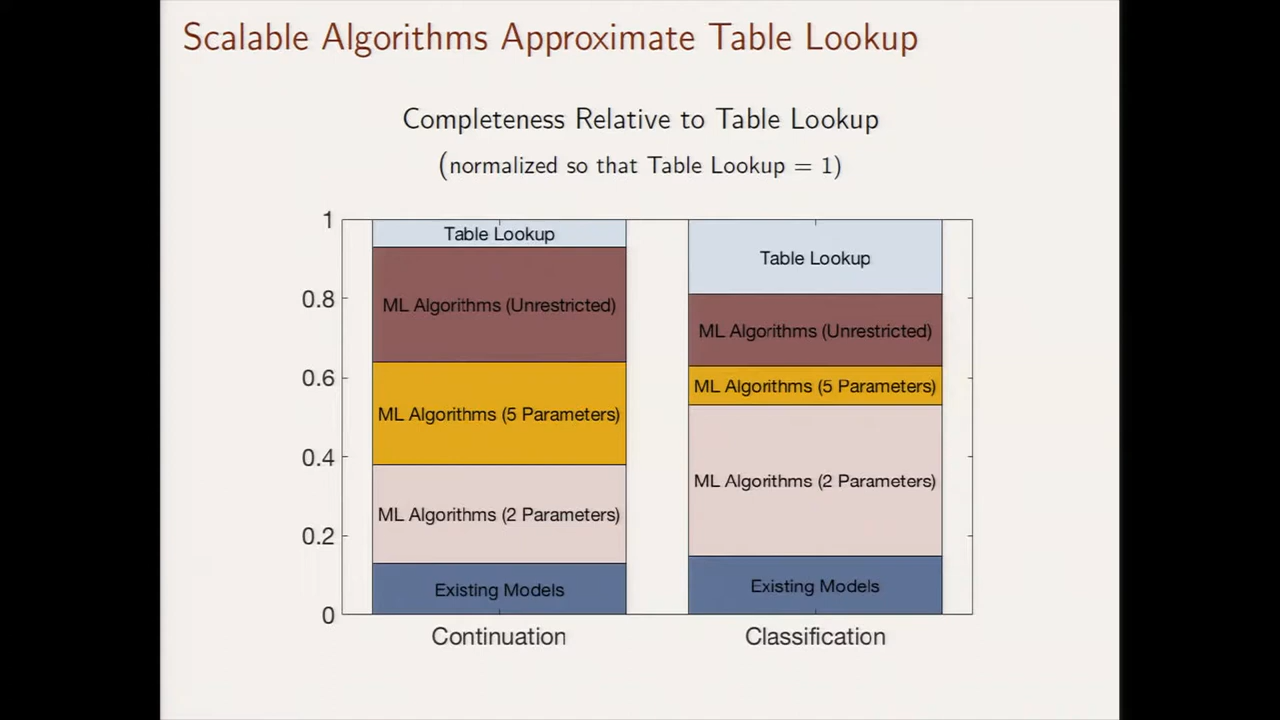 Scalable Algorithms Approximate Table Lookup
Completeness Relative to Table Lookup
(normalized so that Table Lookup = 1)
1
0.8
0.6
0.4
0.2
0
Table Lookup
ML Algorithms (Unrestricted)
ML Algorithms (5 Parameters)
ML Algorithms (2 Parameters)
Existing Models
Table Lookup
ML Algorithms (Unrestricted)
ML Algorithms (5 Parameters)
ML Algorithms (2 Parameters)
Existing Models
Continuation
Classification